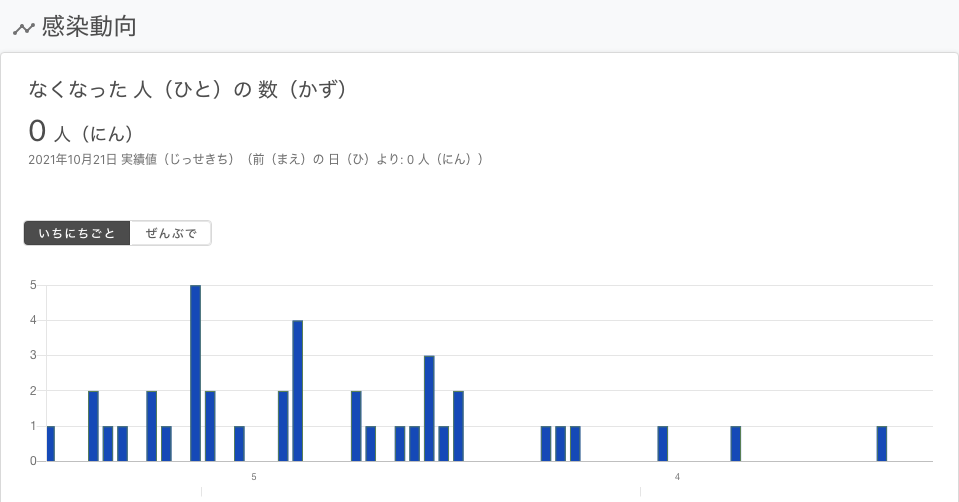 感染動向
なくなった 人（ひと）の 数（かず）
0 人（にん）
2021年10月21日 実績値（じっせきち）（前（まえ）の 日（ひ）より: 0 人（にん））
いちにちごと ぜんぶで
5
4
3
2
1
0
5 4